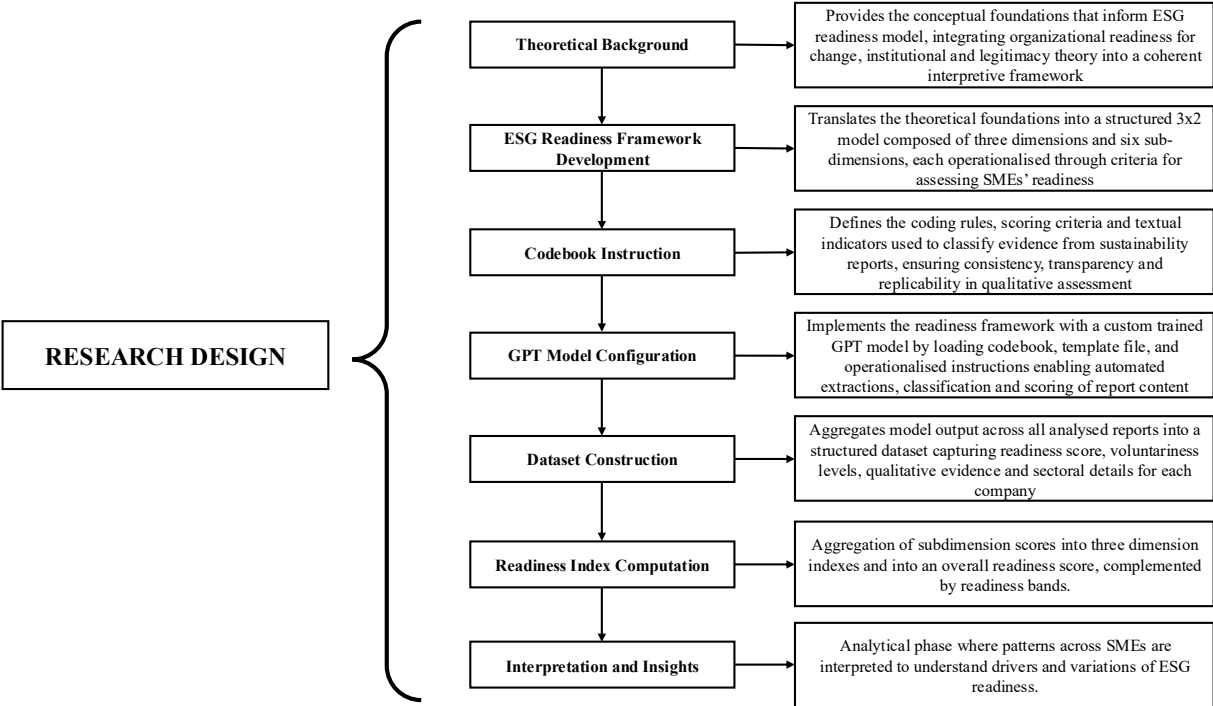 RESEARCH DESIGN
Theoretical Background
Provides the conceptual foundations that inform ESG
readiness model, integrating organizational readiness for
change, institutional and legitimacy theory into a coherent
interpretive framework
ESG Readiness Framework
Development
Translates the theoretical foundations into a structured 3x2
model composed of three dimensions and six sub-
dimensions, each operationalised through criteria for
assessing SMEs' readiness
Codebook Instruction
Defines the coding rules, scoring criteria and textual
indicators used to classify evidence from sustainability
reports, ensuring consistency, transparency and
replicability in qualitative assessment
GPT Model Configuration
Implements the readiness framework with a custom trained
GPT model by loading codebook, template file, and
operationalised instructions enabling automated
extractions, classification and scoring of report content
Dataset Construction
Aggregates model output across all analysed reports into a
structured dataset capturing readiness score, voluntariness
levels, qualitative evidence and sectoral details for each
company
Readiness Index Computation
Aggregation of subdimension scores into three dimension
indexes and into an overall readiness score, complemented
by readiness bands.
Interpretation and Insights
Analytical phase where patterns across SMEs are
interpreted to understand drivers and variations of ESG
readiness.